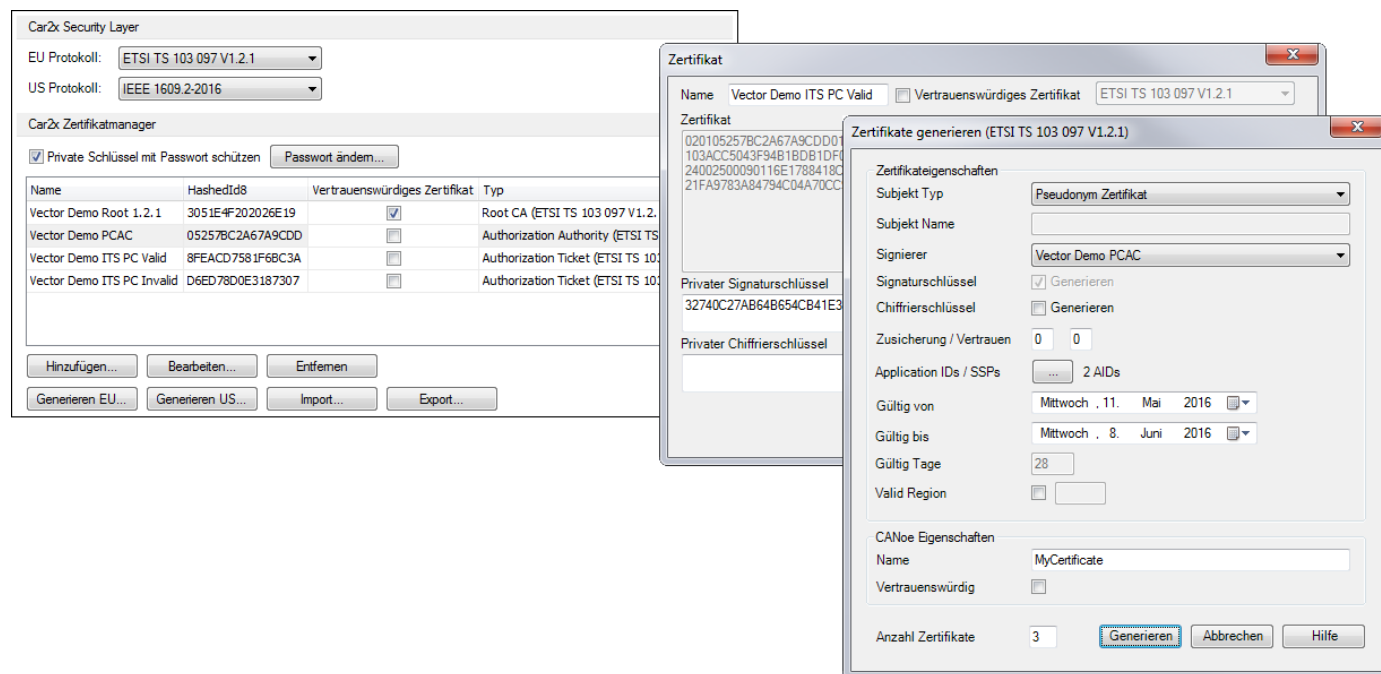 Car2x Security Layer
EU Protokoll: ETSI TS 103 097 V1.2.1
US Protokoll: IEEE 1609.2-2016
Car2x Zertifikatmanager
Private Schlüssel mit Passwort schützen Passwort ändern...
Name HashedId8 Vertrauenswürdiges Zertifikat Typ
Vector Demo Root 1.2.1 3051E4F202026E19 Root CA (ETSI TS 103 097 V1.2.
Vector Demo PCAC 05257BC2A67A9CDD Authorization Authority (ETSI TS
Vector Demo ITS PC Valid 8FEACD7581F6BC3A Authorization Ticket (ETSI TS 10
Vector Demo ITS PC Invalid D6ED78D0E3187307 Authorization Ticket (ETSI TS 10
Hinzufügen... Bearbeiten... Entfernen
Generieren EU... Generieren US... Import... Export...
Zertifikat
Name Vector Demo ITS PC Valid Vertrauenswürdiges Zertifikat ETSI TS 103 097 V1.2.1
Zertifikat
020105257BC2A67A9CDD01
103ACC5043F94B1BDB1DF0
24002500090116E1788418C
21FA9783A84794C04A70CC
Privater Signaturschlüssel
32740C27AB64B654CB41E3
Privater Chiffrierschlüssel
Zertifikate generieren (ETSI TS 103 097 V1.2.1)
Zertifikateigenschaften
Subjekt Typ Pseudonym Zertifikat
Subjekt Name
Signierer Vector Demo PCAC
Signaturschlüssel Generieren
Chiffrierschlüssel Generieren
Zusicherung / Vertrauen 0 0
Application IDs / SSPs ... 2 AIDs
Gültig von Mittwoch , 11. Mai 2016
Gültig bis Mittwoch , 8. Juni 2016
Gültig Tage 28
Valid Region
CANoe Eigenschaften
Name MyCertificate
Vertrauenswürdig
Anzahl Zertifikate 3 Generieren Abbrechen Hilfe